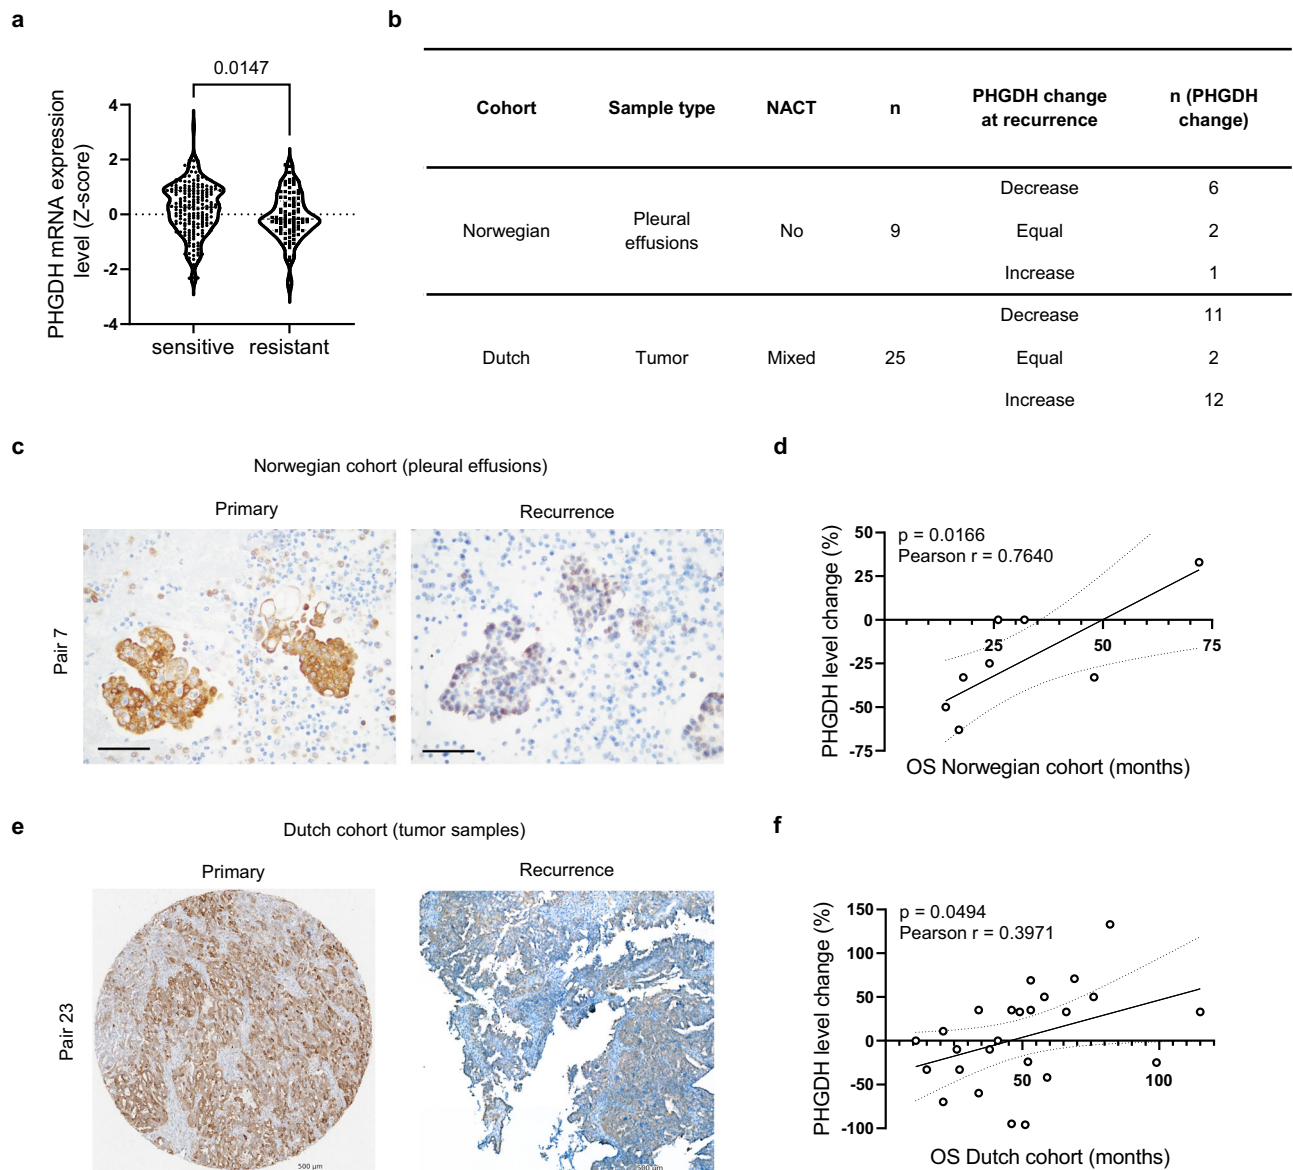 a
0.0147
PHGDH mRNA expression
level (Z-score)
4
2
0
-2
-4
sensitive resistant
b
Cohort Sample type NACT n PHGDH change at recurrence n (PHGDH change)
Norwegian Pleural effusions No 9
Decrease 6
Equal 2
Increase 1
Dutch Tumor Mixed 25
Decrease 11
Equal 2
Increase 12
c
Norwegian cohort (pleural effusions)
Primary Recurrence
Pair 7
d
p = 0.0166
Pearson r = 0.7640
PHGDH level change (%)
50
25
0
-25
-50
-75
25 50 75
OS Norwegian cohort (months)
e
Dutch cohort (tumor samples)
Primary Recurrence
Pair 23
500 µm
500 µm
f
p = 0.0494
Pearson r = 0.3971
PHGDH level change (%)
150
100
50
0
-50
-100
50 100
OS Dutch cohort (months)